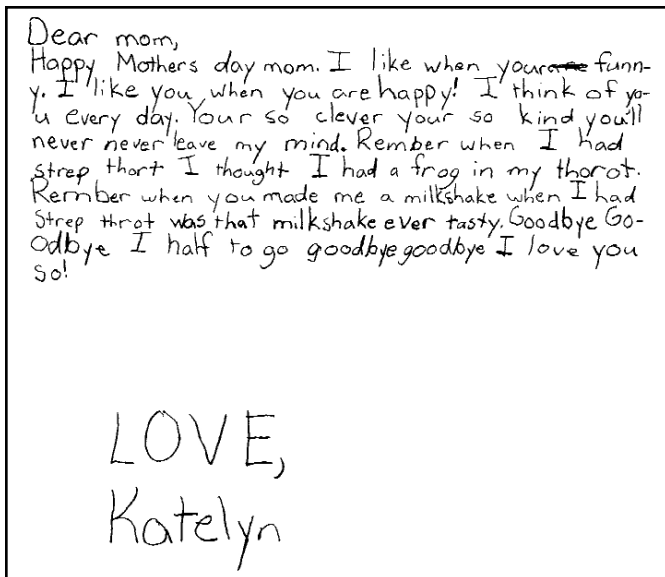 Dear mom,
Happy Mothers day mom. I like when your funn-
y. I like you when you are happy! I think of yo-
u every day. Your so clever your so kind you'll
never never leave my mind. Rember when I had
strep thort I thought I had a frog in my thorot.
Rember when you made me a milkshake when I had
strep throt was that milkshake ever tasty. Goodbye Go-
odbye I half to go goodbye goodbye I love you
so!
LOVE,
Katelyn